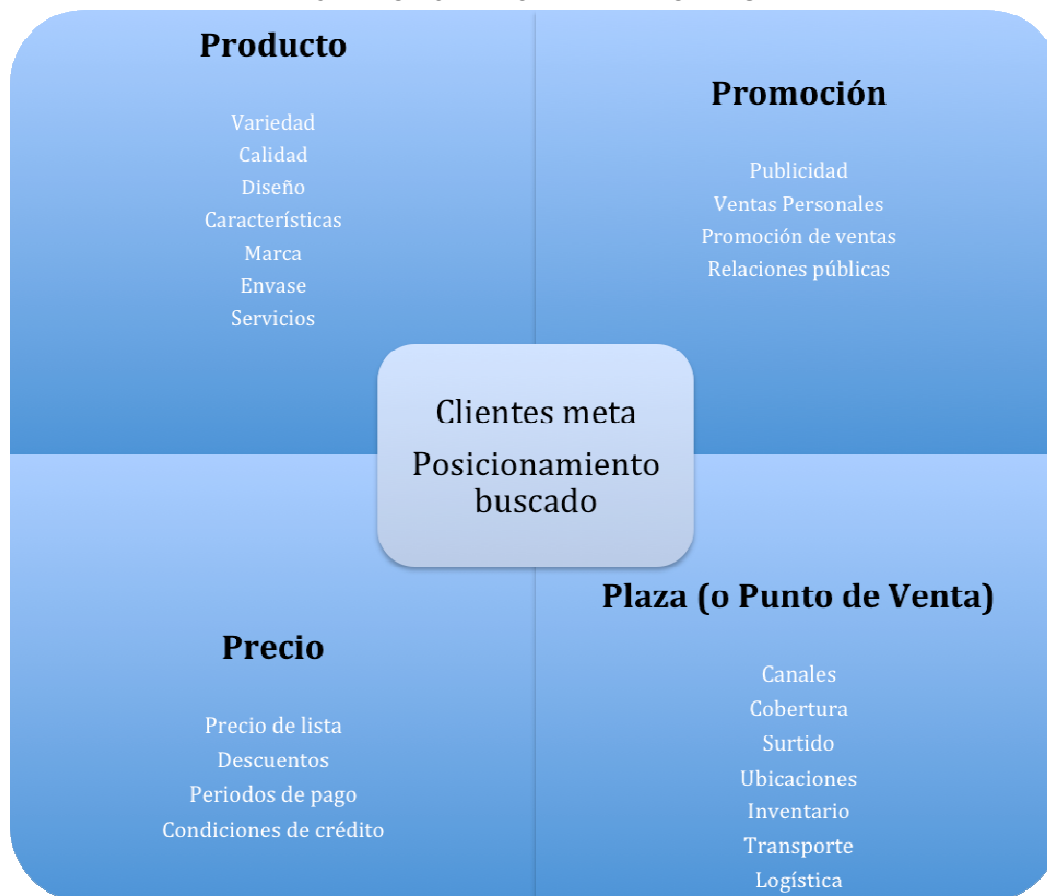 Producto
Variedad
Calidad
Diseño
Características
Marca
Envase
Servicios
Promoción
Publicidad
Ventas Personales
Promoción de ventas
Relaciones públicas
Clientes meta
Posicionamiento
buscado
Precio
Precio de lista
Descuentos
Periodos de pago
Condiciones de crédito
Plaza (o Punto de Venta)
Canales
Cobertura
Surtido
Ubicaciones
Inventario
Transporte
Logística